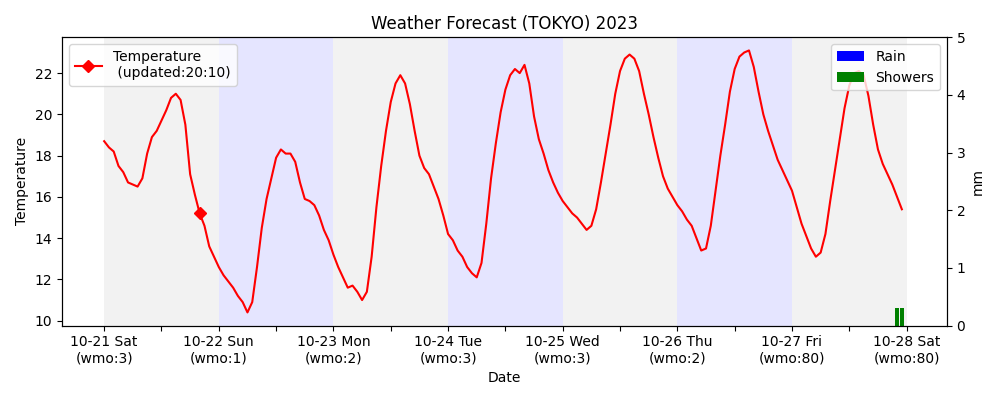 Weather Forecast (TOKYO) 2023
Temperature
(updated:20:10)
Rain
Showers
22
20
18
16
14
12
10
Temperature
5
4
3
2
1
0
mm
10-21 Sat
(wmo:3)
10-22 Sun
(wmo:1)
10-23 Mon
(wmo:2)
10-24 Tue
(wmo:3)
10-25 Wed
(wmo:3)
10-26 Thu
(wmo:2)
10-27 Fri
(wmo:80)
10-28 Sat
(wmo:80)
Date